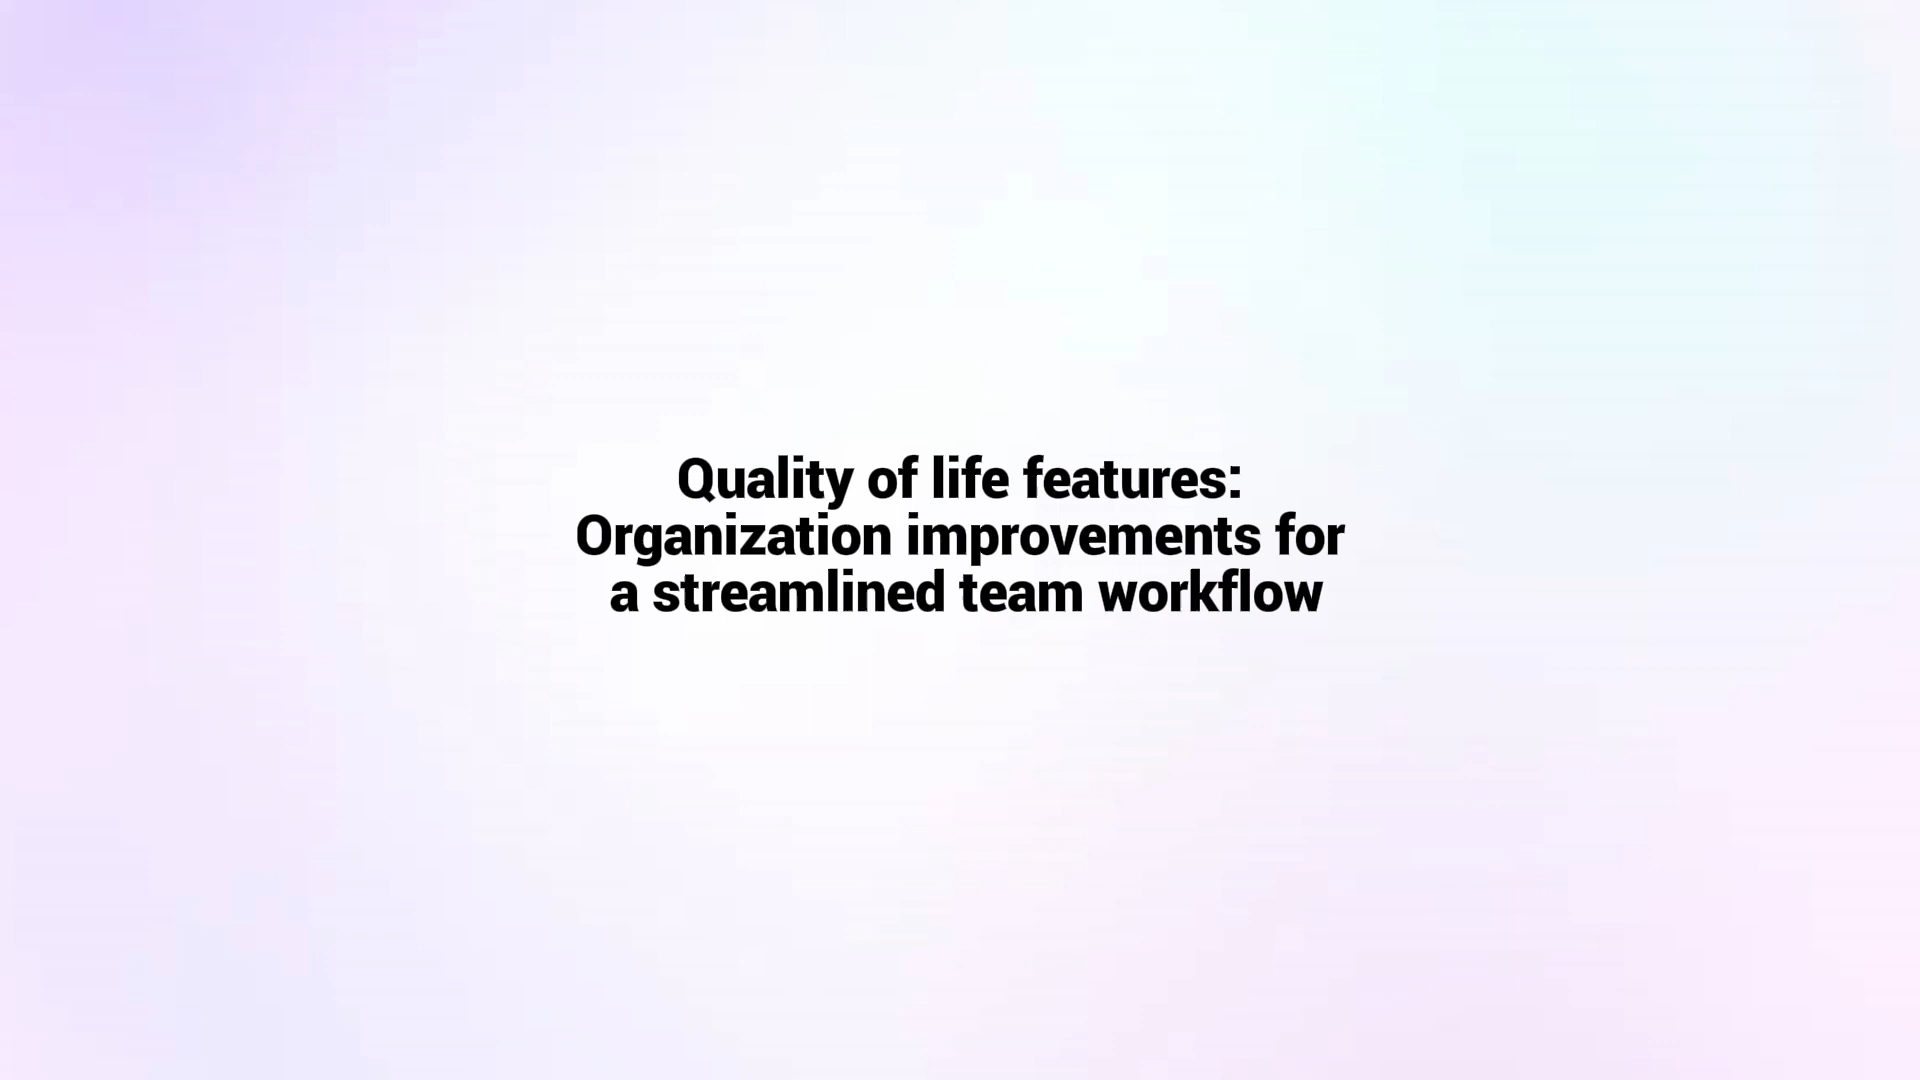 Quality of life features:
Organization improvements for
a streamlined team workflow